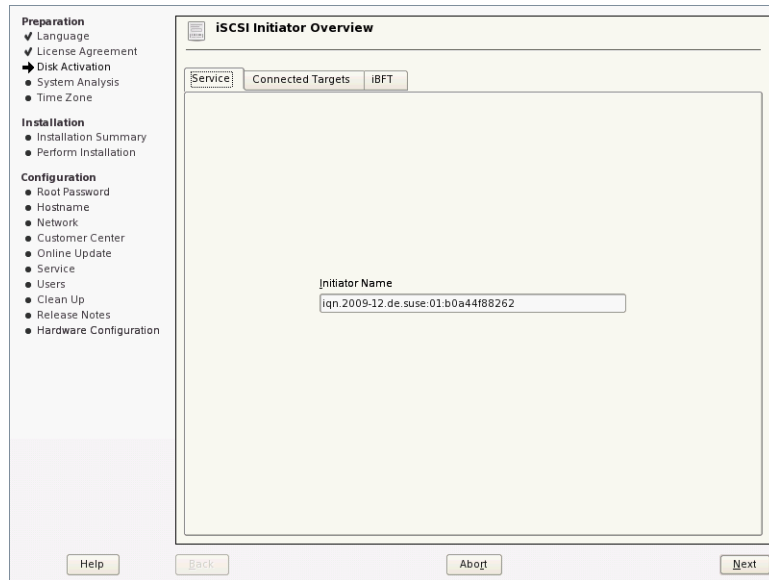 Preparation
Language
License Agreement
Disk Activation
System Analysis
Time Zone
Installation
Installation Summary
Perform Installation
Configuration
Root Password
Hostname
Network
Customer Center
Online Update
Service
Users
Clean Up
Release Notes
Hardware Configuration
iSCSI Initiator Overview
Service Connected Targets iBFT
Initiator Name
iqn.2009-12.de.suse:01:b0a44f88262
Help Back Abort Next